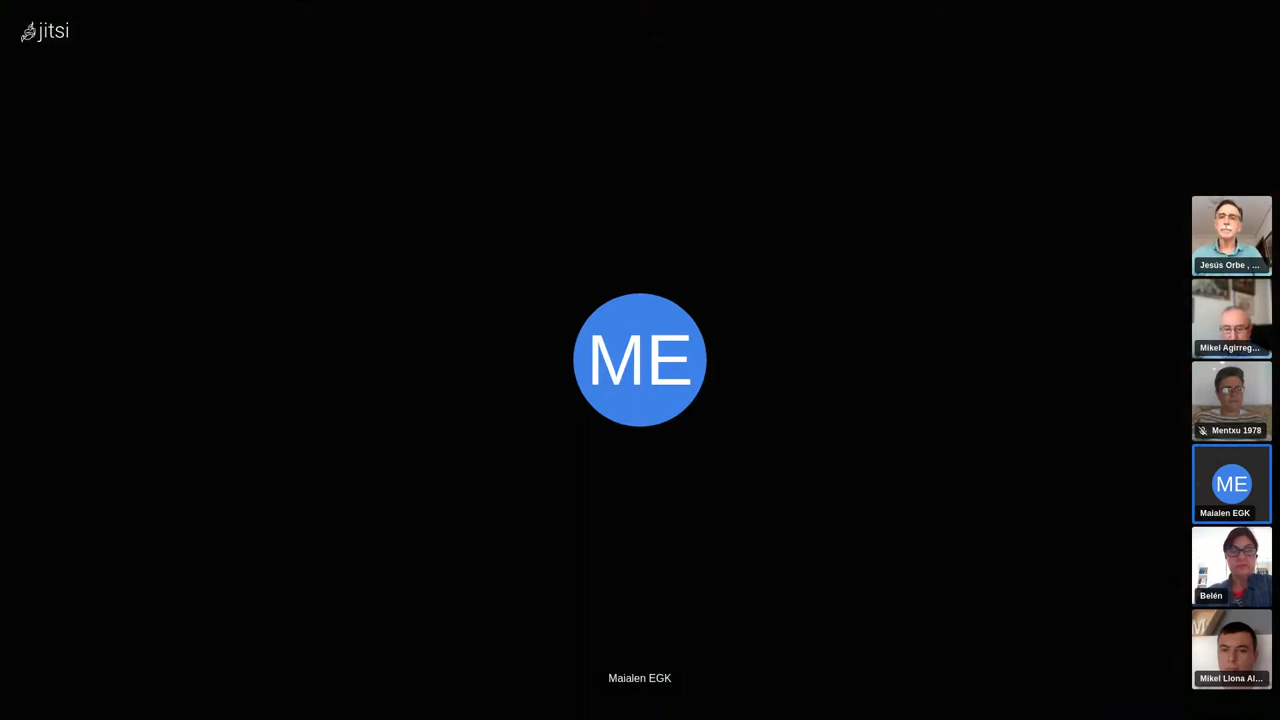 jitsi
ME
Maialen EGK
Jesús Orbe , ...
Mikel Agirreg...
Mentxu 1978
ME
Maialen EGK
Belén
Mikel Llona Al...